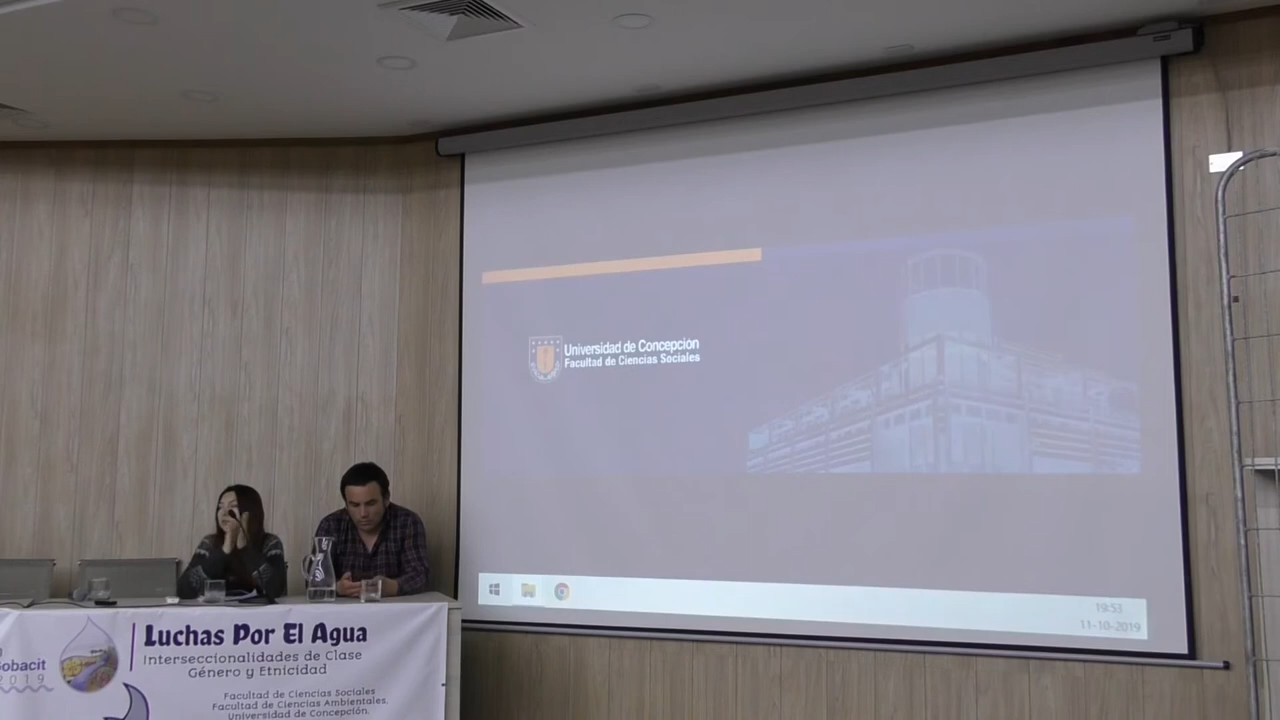 Universidad de Concepción
Facultad de Ciencias Sociales
19:53
11-10-2019
Luchas Por El Agua
Interseccionalidades de Clase
Género y Etnicidad
Facultad de Ciencias Sociales
Facultad de Ciencias Ambientales.
Universidad de Concepción.
obacit
2019